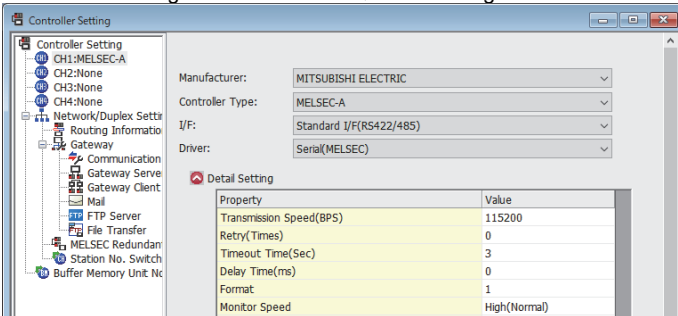 Controller Setting
Controller Setting
CH1:MELSEC-A
CH2:None
CH3:None
CH4:None
Network/Duplex Settir
Routing Informatio
Gateway
Communication
Gateway Serve
Gateway Client
Mail
FTP Server
File Transfer
MELSEC Redundan
Station No. Switch
Buffer Memory Unit No
Manufacturer: MITSUBISHI ELECTRIC
Controller Type: MELSEC-A
I/F: Standard I/F(RS422/485)
Driver: Serial(MELSEC)
Detail Setting
Property Value
Transmission Speed(BPS) 115200
Retry(Times) 0
Timeout Time(Sec) 3
Delay Time(ms) 0
Format 1
Monitor Speed High(Normal)